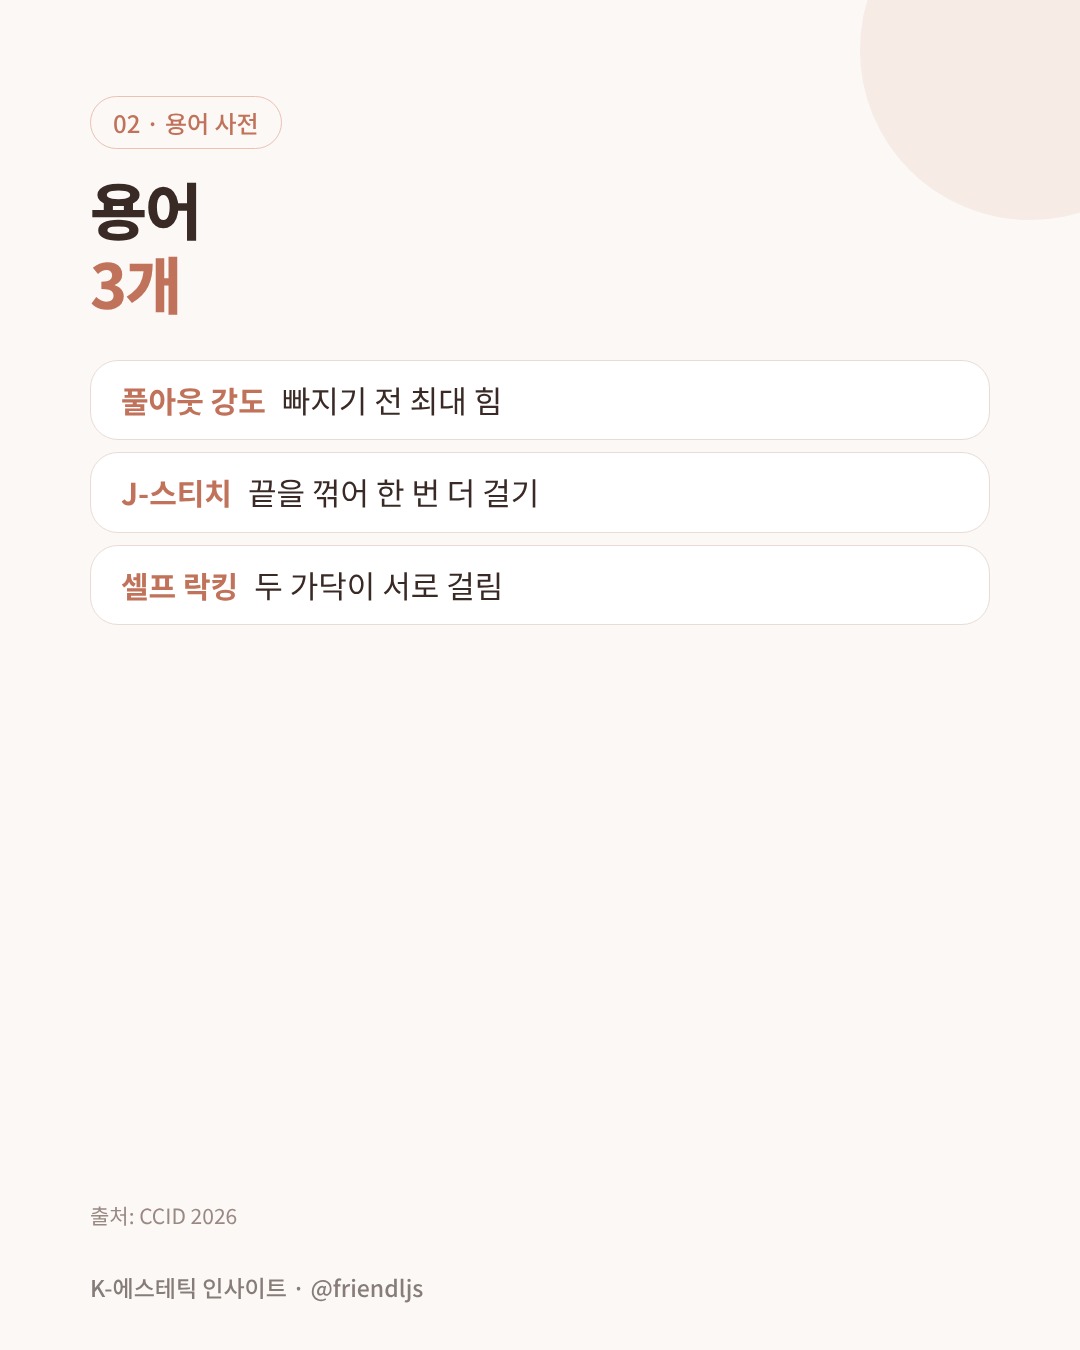 02 · 용어 사전
용어
3개
풀아웃 강도 빠지기 전 최대 힘
J-스티치 끝을 꺾어 한 번 더 걸기
셀프 락킹 두 가닥이 서로 걸림
출처: CCID 2026
K-에스테틱 인사이트 · @friendljs